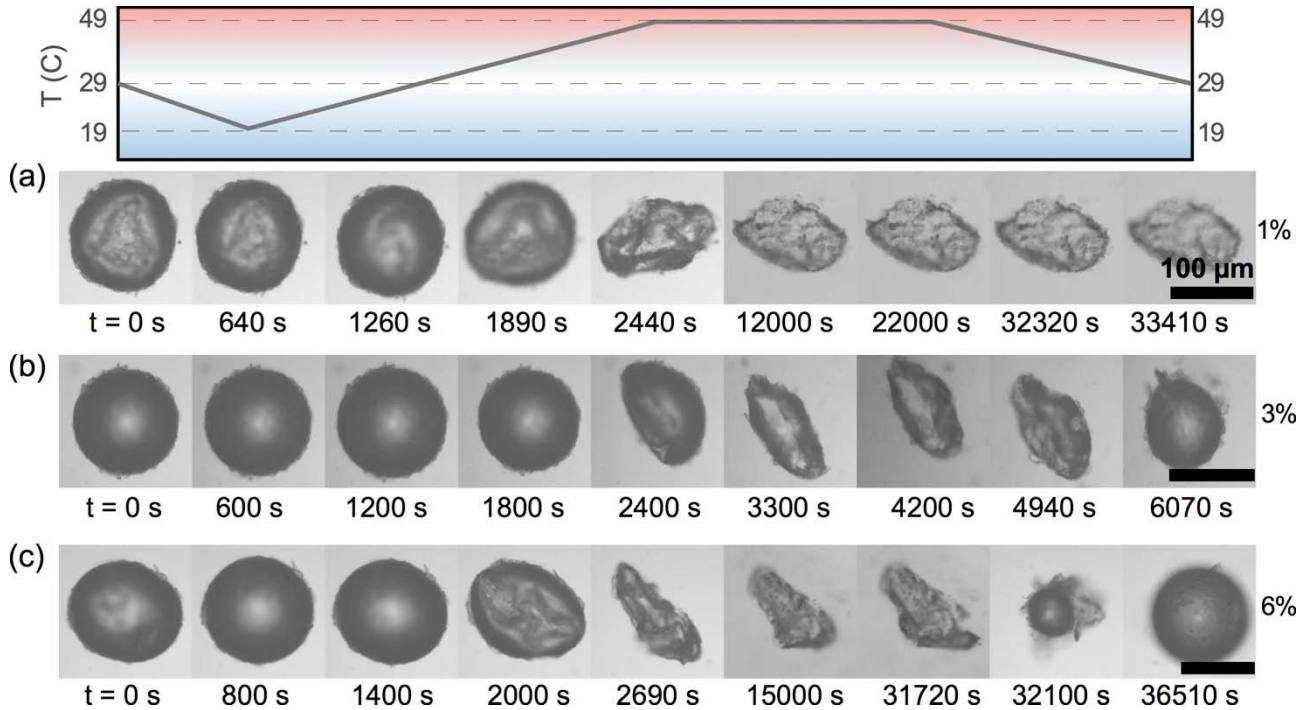 49 49
T (C) 29 29
19 19
(a) 1%
100 µm
t = 0 s 640 s 1260 s 1890 s 2440 s 12000 s 22000 s 32320 s 33410 s
(b) 3%
t = 0 s 600 s 1200 s 1800 s 2400 s 3300 s 4200 s 4940 s 6070 s
(c) 6%
t = 0 s 800 s 1400 s 2000 s 2690 s 15000 s 31720 s 32100 s 36510 s